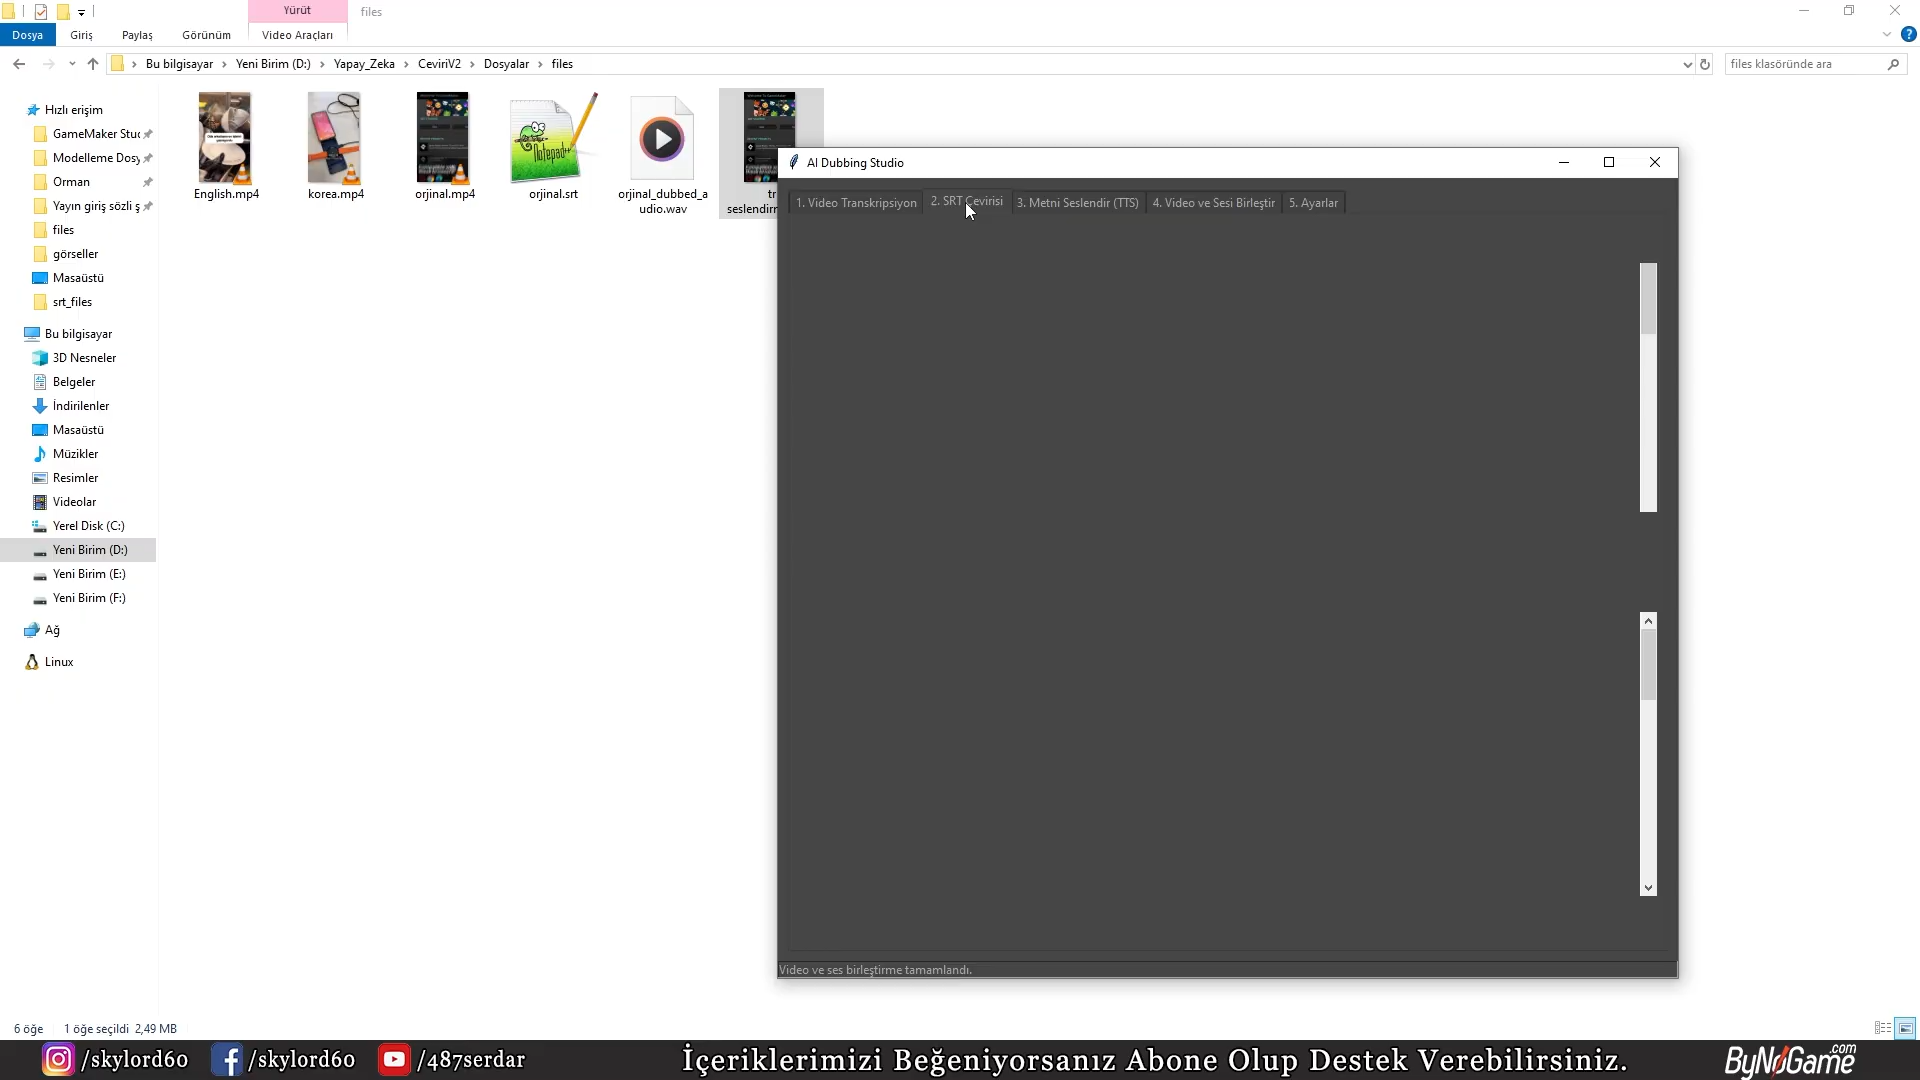 Yürüt
files
Dosya
Giriş
Paylaş
Görünüm
Video Araçları
Bu bilgisayar
Yeni Birim (D:)
Yapay_Zeka
CeviriV2
Dosyalar
files
files klasöründe ara
Hızlı erişim
GameMaker Stuc
Modelleme Dosy
Orman
Yayın giriş sözli ş
files
görseller
Masaüstü
srt_files
Bu bilgisayar
3D Nesneler
Belgeler
İndirilenler
Masaüstü
Müzikler
Resimler
Videolar
Yerel Disk (C:)
Yeni Birim (D:)
Yeni Birim (E:)
Yeni Birim (F:)
Ağ
Linux
Notepad++
English.mp4
korea.mp4
orjinal.mp4
orjinal.srt
orjinal_dubbed_a
udio.wav
tr
seslendirm
AI Dubbing Studio
1. Video Transkripsiyon
2. SRT Çevirisi
3. Metni Seslendir (TTS)
4. Video ve Sesi Birleştir
5. Ayarlar
Video ve ses birleştirme tamamlandı.
6 öğe
1 öğe seçildi 2,49 MB
/skylord60
/skylord60
/487serdar
İçeriklerimizi Beğeniyorsanız Abone Olup Destek Verebilirsiniz.
ByNoGame.com